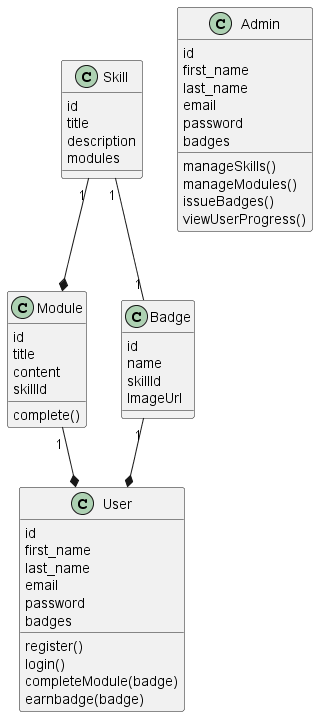 C Admin
id
first_name
last_name
email
password
badges
manageSkills()
manageModules()
issueBadges()
viewUserProgress()
C Skill
id
title
description
modules
1
1
1
C Module
id
title
content
skillId
complete()
C Badge
id
name
skillId
ImageUrl
1
1
C User
id
first_name
last_name
email
password
badges
register()
login()
completeModule(badge)
earnbadge(badge)